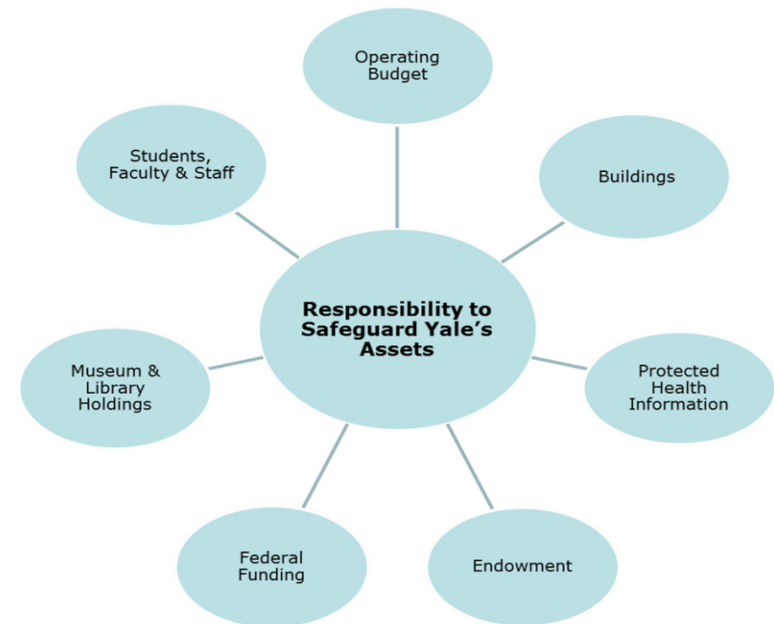 Operating
Budget
Students,
Faculty & Staff
Buildings
Responsibility to
Safeguard Yale’s
Assets
Museum &
Library
Holdings
Protected
Health
Information
Federal
Funding
Endowment